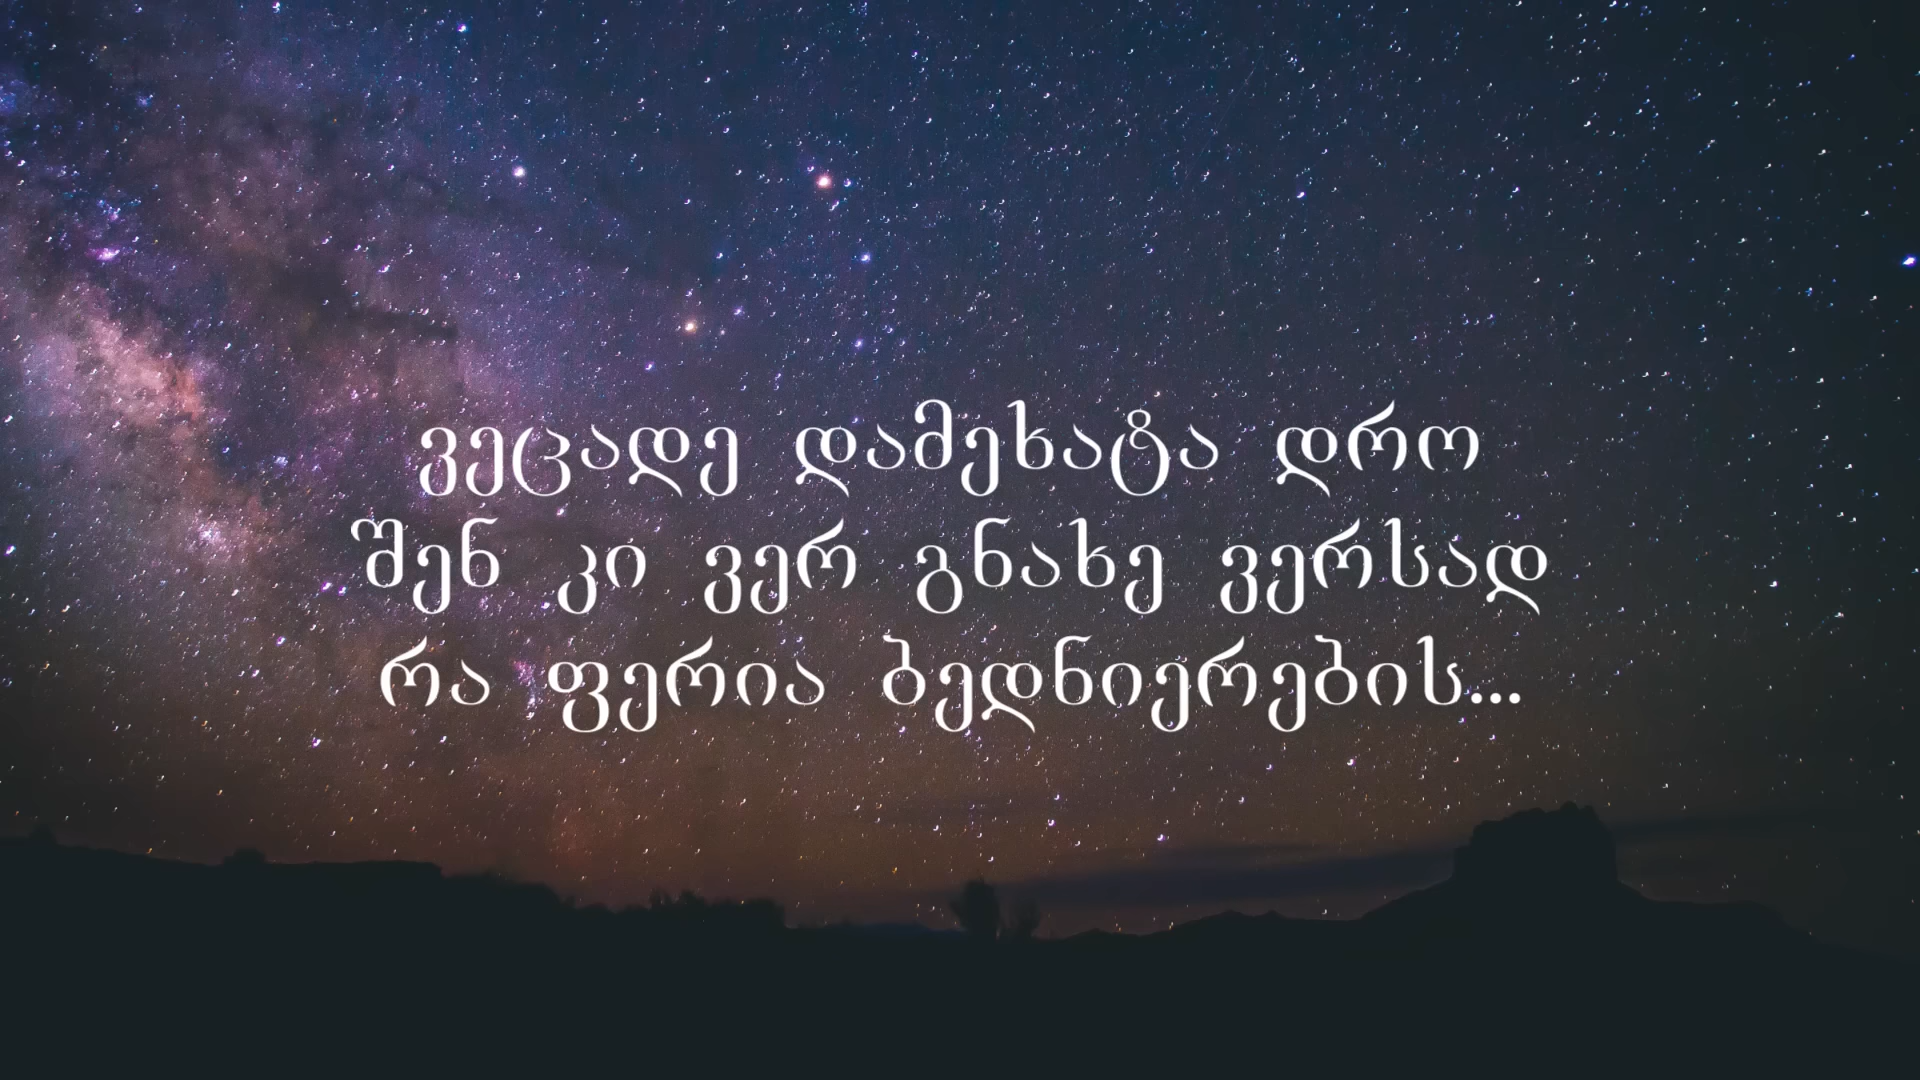 ვეცადე დამეხატა დრო
შენ კი ვერ გნახე ვერსად
რა ფერია ბედნიერების...